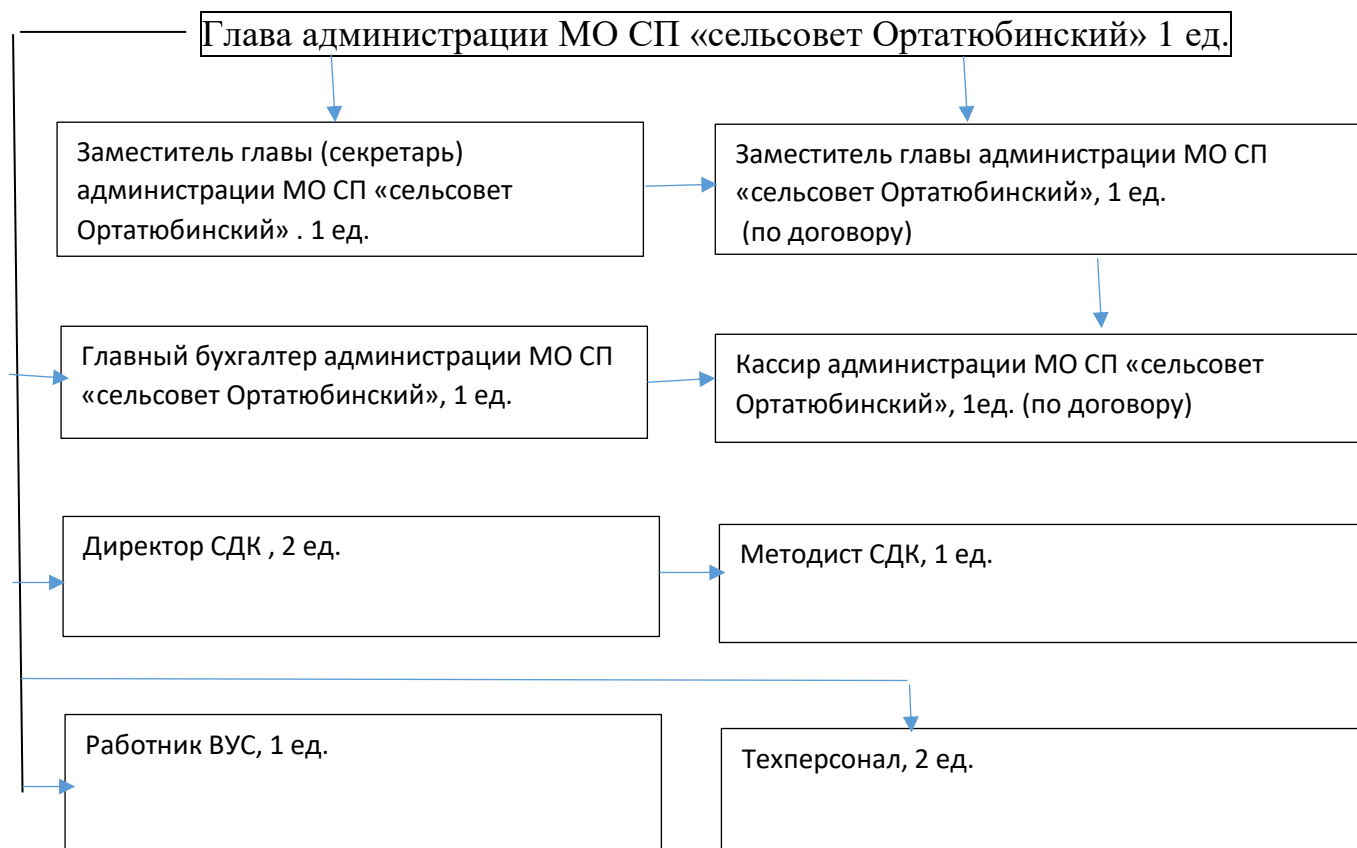 Глава администрации МО СП «сельсовет Ортатюбинский» 1 ед.
Заместитель главы (секретарь)
администрации МО СП «сельсовет
Ортатюбинский» . 1 ед.
Заместитель главы администрации МО СП
«сельсовет Ортатюбинский», 1 ед.
(по договору)
Главный бухгалтер администрации МО СП
«сельсовет Ортатюбинский», 1 ед.
Кассир администрации МО СП «сельсовет
Ортатюбинский», 1ед. (по договору)
Директор СДК , 2 ед.
Методист СДК, 1 ед.
Работник ВУС, 1 ед.
Техперсонал, 2 ед.